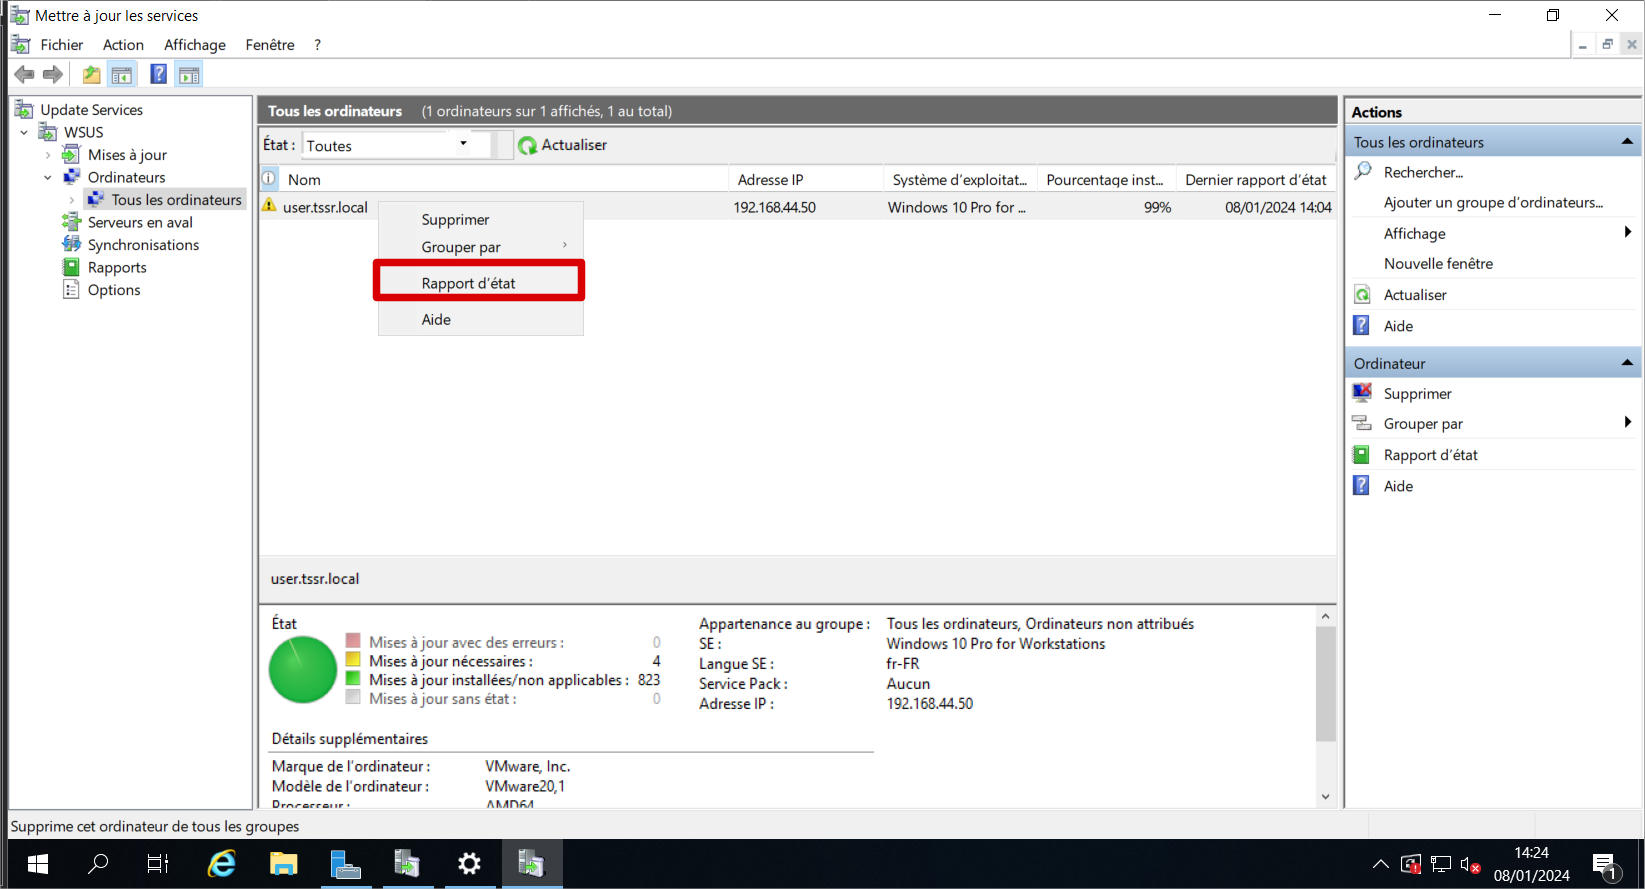 Mettre à jour les services
Fichier Action Affichage Fenêtre ?
Update Services
WSUS
Mises à jour
Ordinateurs
Tous les ordinateurs
Serveurs en aval
Synchronisations
Rapports
Options
Tous les ordinateurs (1 ordinateurs sur 1 affichés, 1 au total)
État : Toutes Actualiser
Nom Adresse IP Système d'exploitat... Pourcentage inst... Dernier rapport d'état
user.tssr.local 192.168.44.50 Windows 10 Pro for ... 99% 08/01/2024 14:04
Supprimer
Grouper par
Rapport d'état
Aide
user.tssr.local
État
Mises à jour avec des erreurs : 0
Mises à jour nécessaires : 4
Mises à jour installées/non applicables : 823
Mises à jour sans état : 0
Appartenance au groupe : Tous les ordinateurs, Ordinateurs non attribués
SE : Windows 10 Pro for Workstations
Langue SE : fr-FR
Service Pack : Aucun
Adresse IP : 192.168.44.50
Détails supplémentaires
Marque de l'ordinateur : VMware, Inc.
Modèle de l'ordinateur : VMware20,1
Processeur : AMD64
Actions
Tous les ordinateurs
Rechercher...
Ajouter un groupe d'ordinateurs...
Affichage
Nouvelle fenêtre
Actualiser
Aide
Ordinateur
Supprimer
Grouper par
Rapport d'état
Aide
Supprime cet ordinateur de tous les groupes
14:24
08/01/2024
1